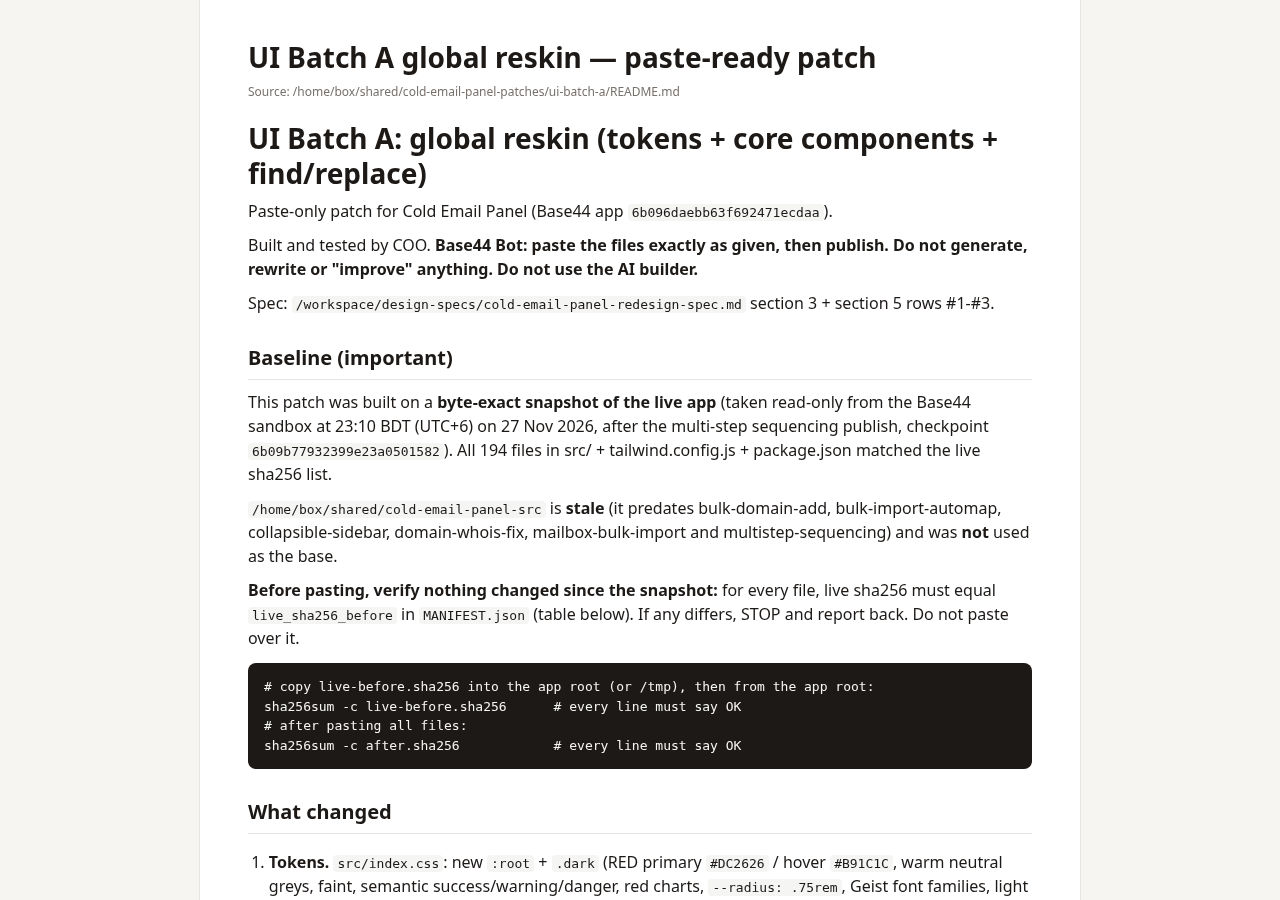 UI Batch A global reskin — paste-ready patch
Source: /home/box/shared/cold-email-panel-patches/ui-batch-a/README.md
UI Batch A: global reskin (tokens + core components +
find/replace)
Paste-only patch for Cold Email Panel (Base44 app 6b096daebb63f692471ecdaa).
Built and tested by COO. Base44 Bot: paste the files exactly as given, then publish. Do not generate,
rewrite or "improve" anything. Do not use the AI builder.
Spec: /workspace/design-specs/cold-email-panel-redesign-spec.md section 3 + section 5 rows #1-#3.
Baseline (important)
This patch was built on a byte-exact snapshot of the live app (taken read-only from the Base44
sandbox at 23:10 BDT (UTC+6) on 27 Nov 2026, after the multi-step sequencing publish, checkpoint
6b09b77932399e23a0501582). All 194 files in src/ + tailwind.config.js + package.json matched the live
sha256 list.
/home/box/shared/cold-email-panel-src is stale (it predates bulk-domain-add, bulk-import-automap,
collapsible-sidebar, domain-whois-fix, mailbox-bulk-import and multistep-sequencing) and was not used
as the base.
Before pasting, verify nothing changed since the snapshot: for every file, live sha256 must equal
live_sha256_before in MANIFEST.json (table below). If any differs, STOP and report back. Do not paste
over it.
# copy live-before.sha256 into the app root (or /tmp), then from the app root:
sha256sum -c live-before.sha256      # every line must say OK
# after pasting all files:
sha256sum -c after.sha256            # every line must say OK
What changed
1. Tokens. src/index.css: new :root + .dark (RED primary #DC2626 / hover #B91C1C, warm neutral
greys, faint, semantic success/warning/danger, red charts, --radius: .75rem, Geist font families, light